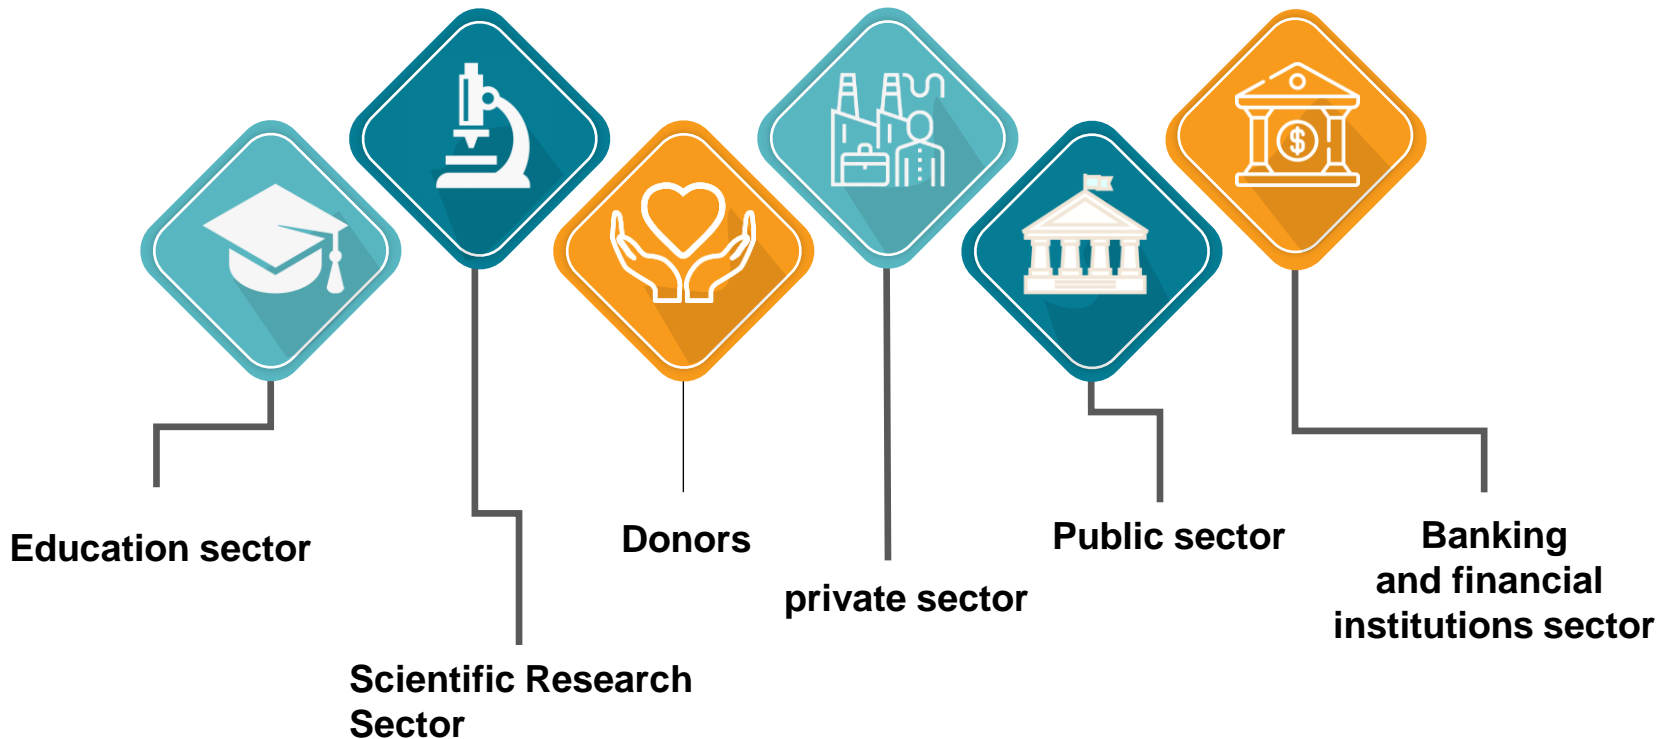 Education sector
Scientific Research
Sector
Donors
private sector
Public sector
Banking
and financial
institutions sector
$